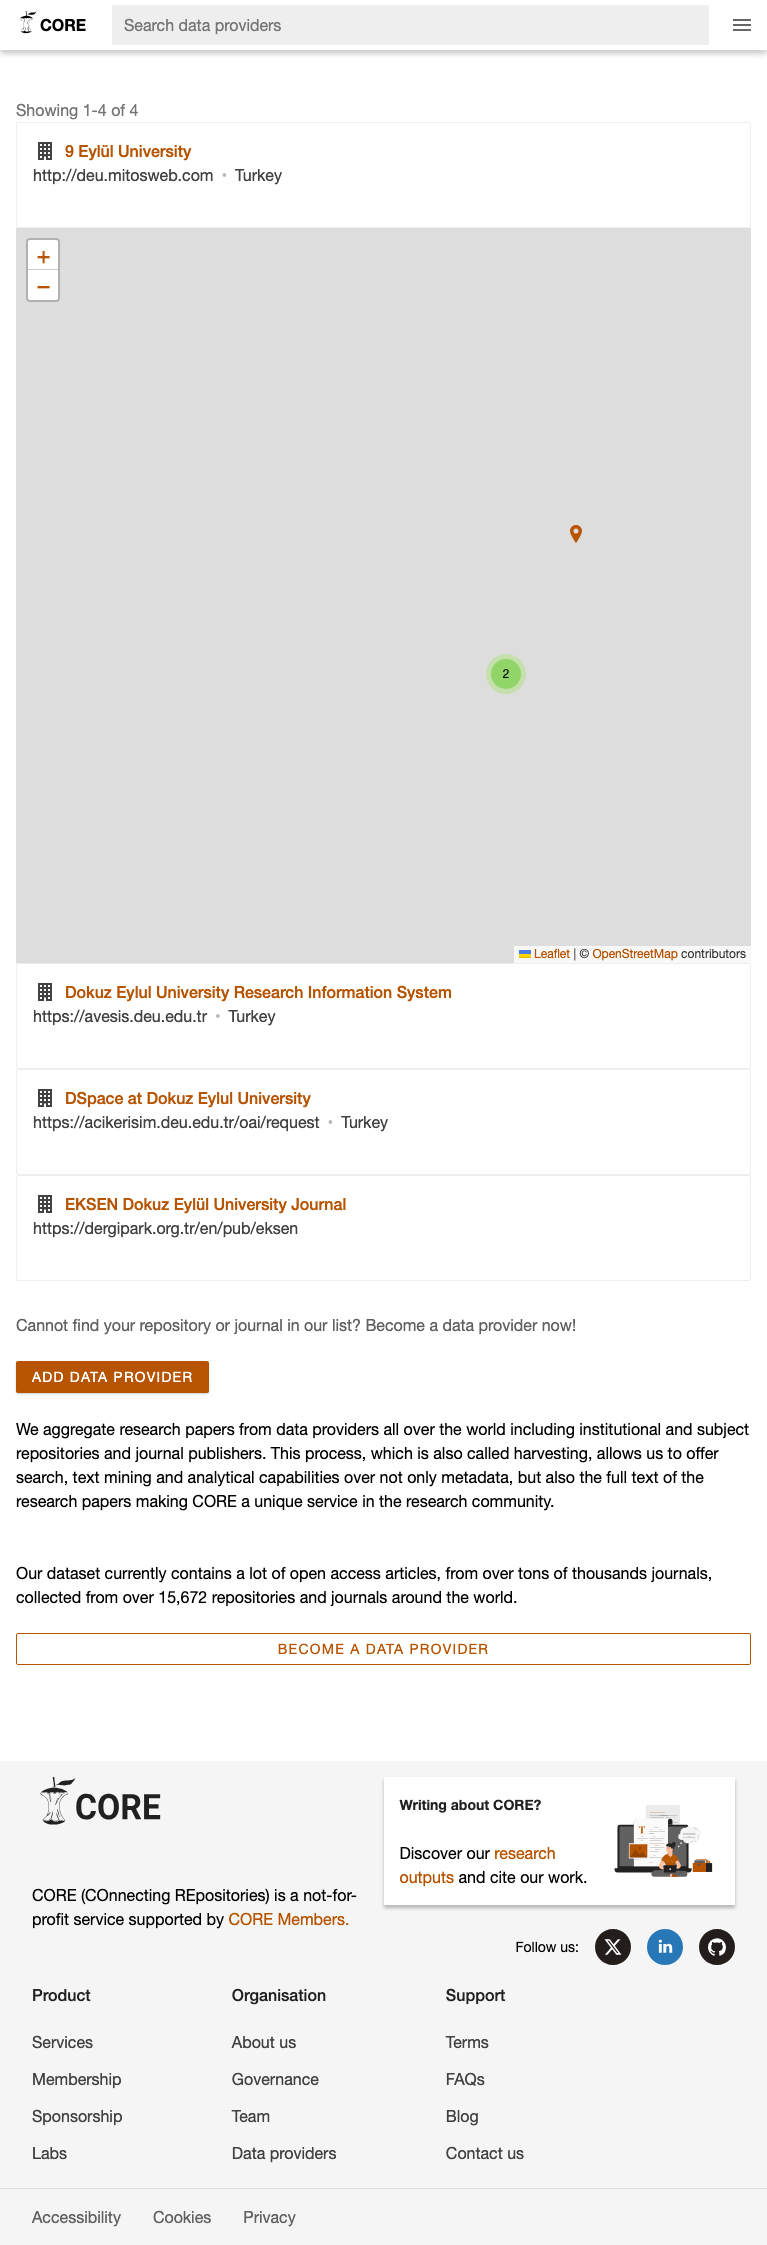 CORE
Search data providers
Showing 1-4 of 4
9 Eylül University
http://deu.mitosweb.com • Turkey
+
−
2
Leaflet | © OpenStreetMap contributors
Dokuz Eylul University Research Information System
https://avesis.deu.edu.tr • Turkey
DSpace at Dokuz Eylul University
https://acikerisim.deu.edu.tr/oai/request • Turkey
EKSEN Dokuz Eylül University Journal
https://dergipark.org.tr/en/pub/eksen
Cannot find your repository or journal in our list? Become a data provider now!
ADD DATA PROVIDER
We aggregate research papers from data providers all over the world including institutional and subject
repositories and journal publishers. This process, which is also called harvesting, allows us to offer
search, text mining and analytical capabilities over not only metadata, but also the full text of the
research papers making CORE a unique service in the research community.
Our dataset currently contains a lot of open access articles, from over tons of thousands journals,
collected from over 15,672 repositories and journals around the world.
BECOME A DATA PROVIDER
CORE
CORE (COnnecting REpositories) is a not-for-
profit service supported by CORE Members.
Writing about CORE?
Discover our research
outputs and cite our work.
T
Follow us:
in
Product
Services
Membership
Sponsorship
Labs
Organisation
About us
Governance
Team
Data providers
Support
Terms
FAQs
Blog
Contact us
Accessibility
Cookies
Privacy